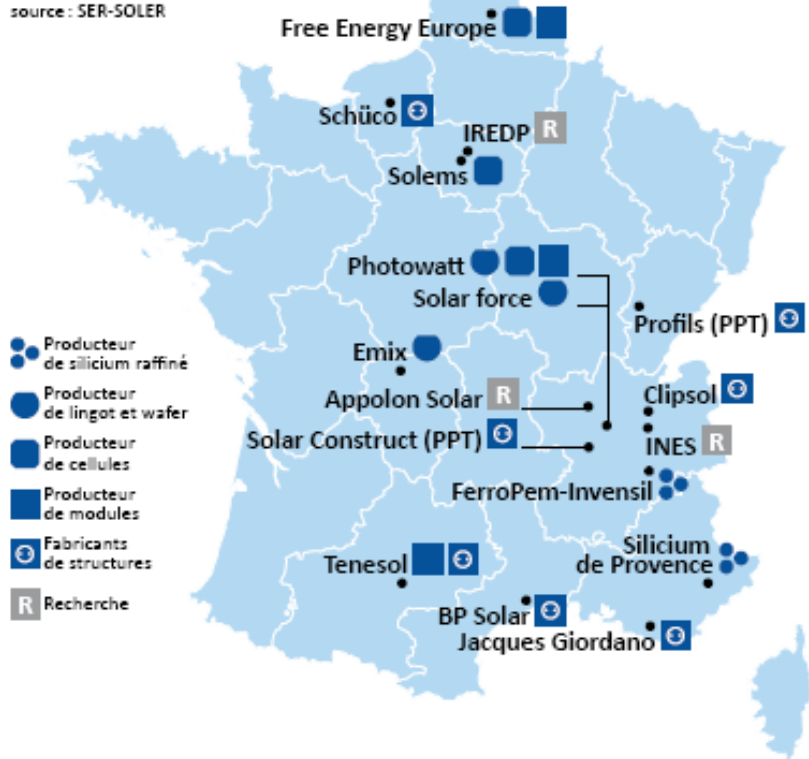 source : SER-SOLER
Free Energy Europe
Schüco
IREDP R
Solems
Photowatt
Solar force
Profils (PPT)
Emix
Appolon Solar R
Clipsol
Solar Construct (PPT)
INES R
FerroPem-Invensil
Tenesol
Silicium
de Provence
BP Solar
Jacques Giordano
Producteur
de silicium raffiné
Producteur
de lingot et wafer
Producteur
de cellules
Producteur
de modules
Fabricants
de structures
R Recherche